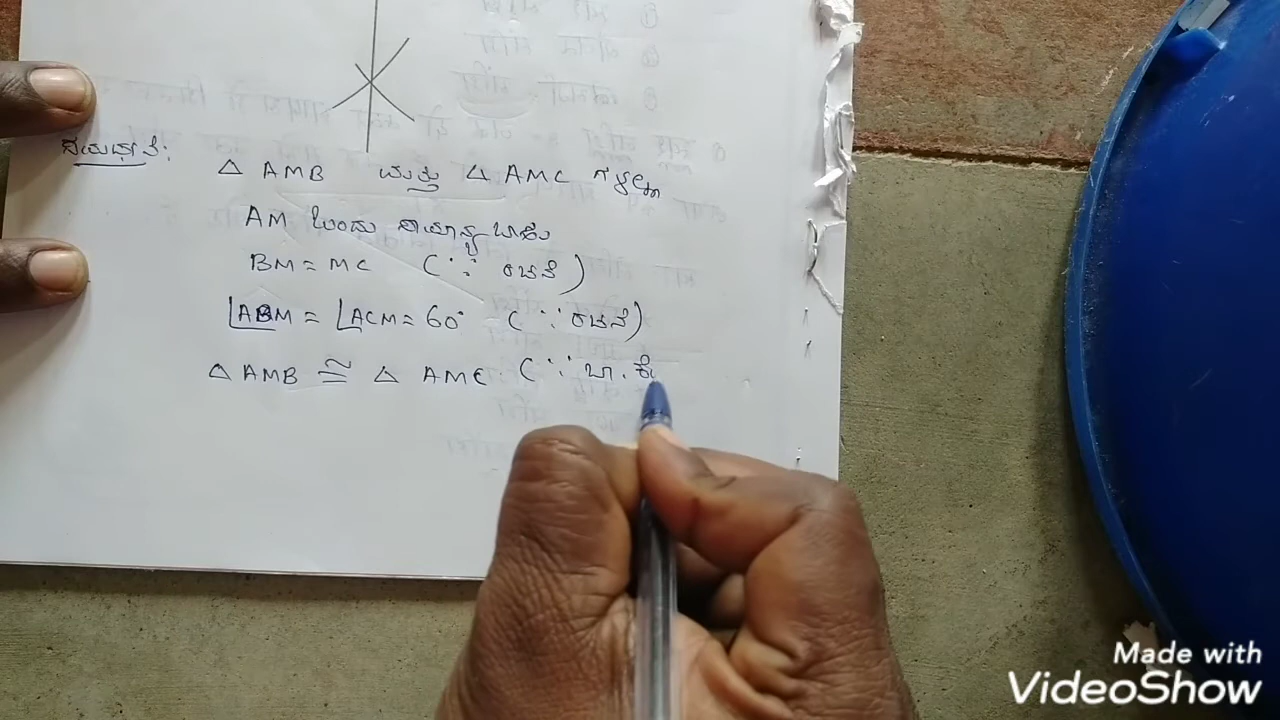 △ AMB ಮತ್ತು △ AMC ಗಳಲ್ಲಿ
AM ಒಂದು ಸಾಮಾನ್ಯ ಬಾಹು
BM = MC (∵ ರಚನೆ)
∠ABM = ∠ACM = 60° (∵ ರಚನೆ)
△ AMB ≅ △ AMC (∵ ಬಾ. ಕೋ
Made with
VideoShow